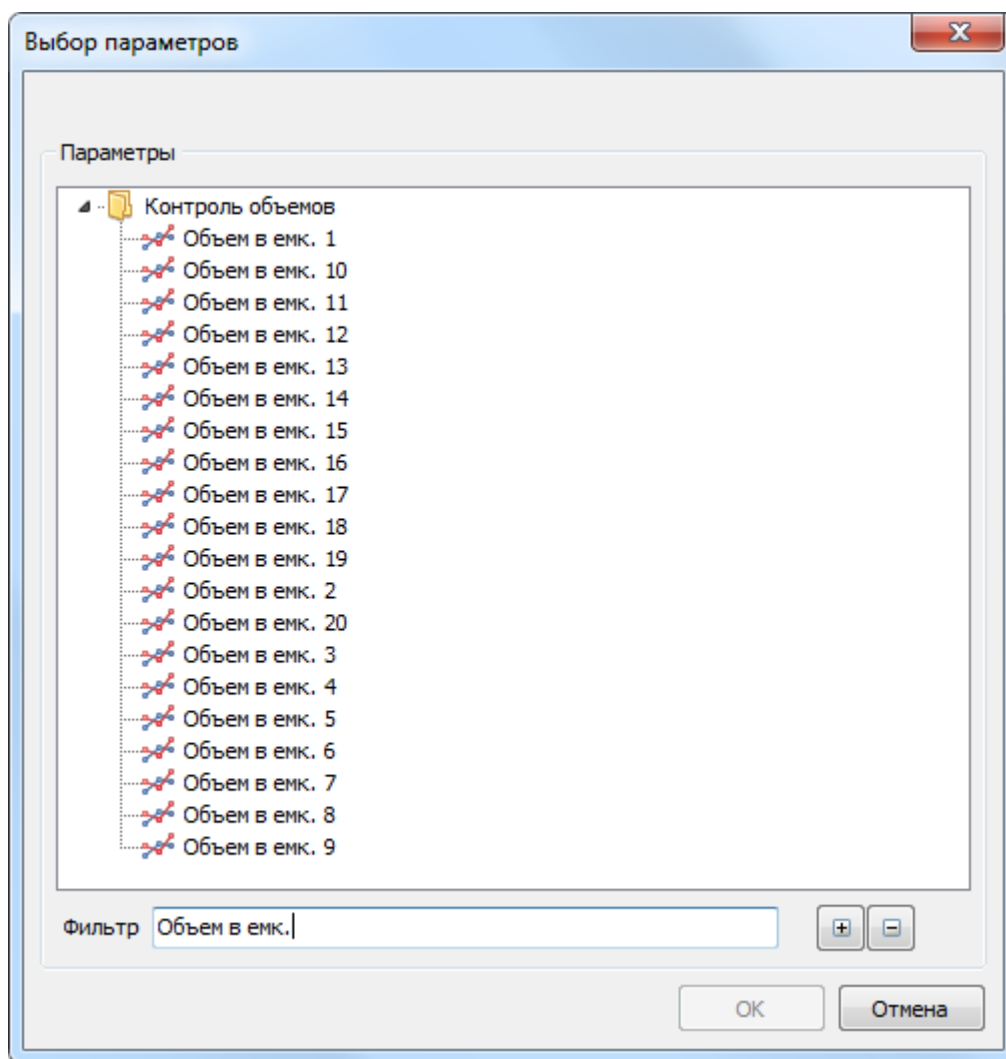 Выбор параметров
Параметры
Контроль объемов
Объем в емк. 1
Объем в емк. 10
Объем в емк. 11
Объем в емк. 12
Объем в емк. 13
Объем в емк. 14
Объем в емк. 15
Объем в емк. 16
Объем в емк. 17
Объем в емк. 18
Объем в емк. 19
Объем в емк. 2
Объем в емк. 20
Объем в емк. 3
Объем в емк. 4
Объем в емк. 5
Объем в емк. 6
Объем в емк. 7
Объем в емк. 8
Объем в емк. 9
Фильтр Объем в емк.
ОК Отмена